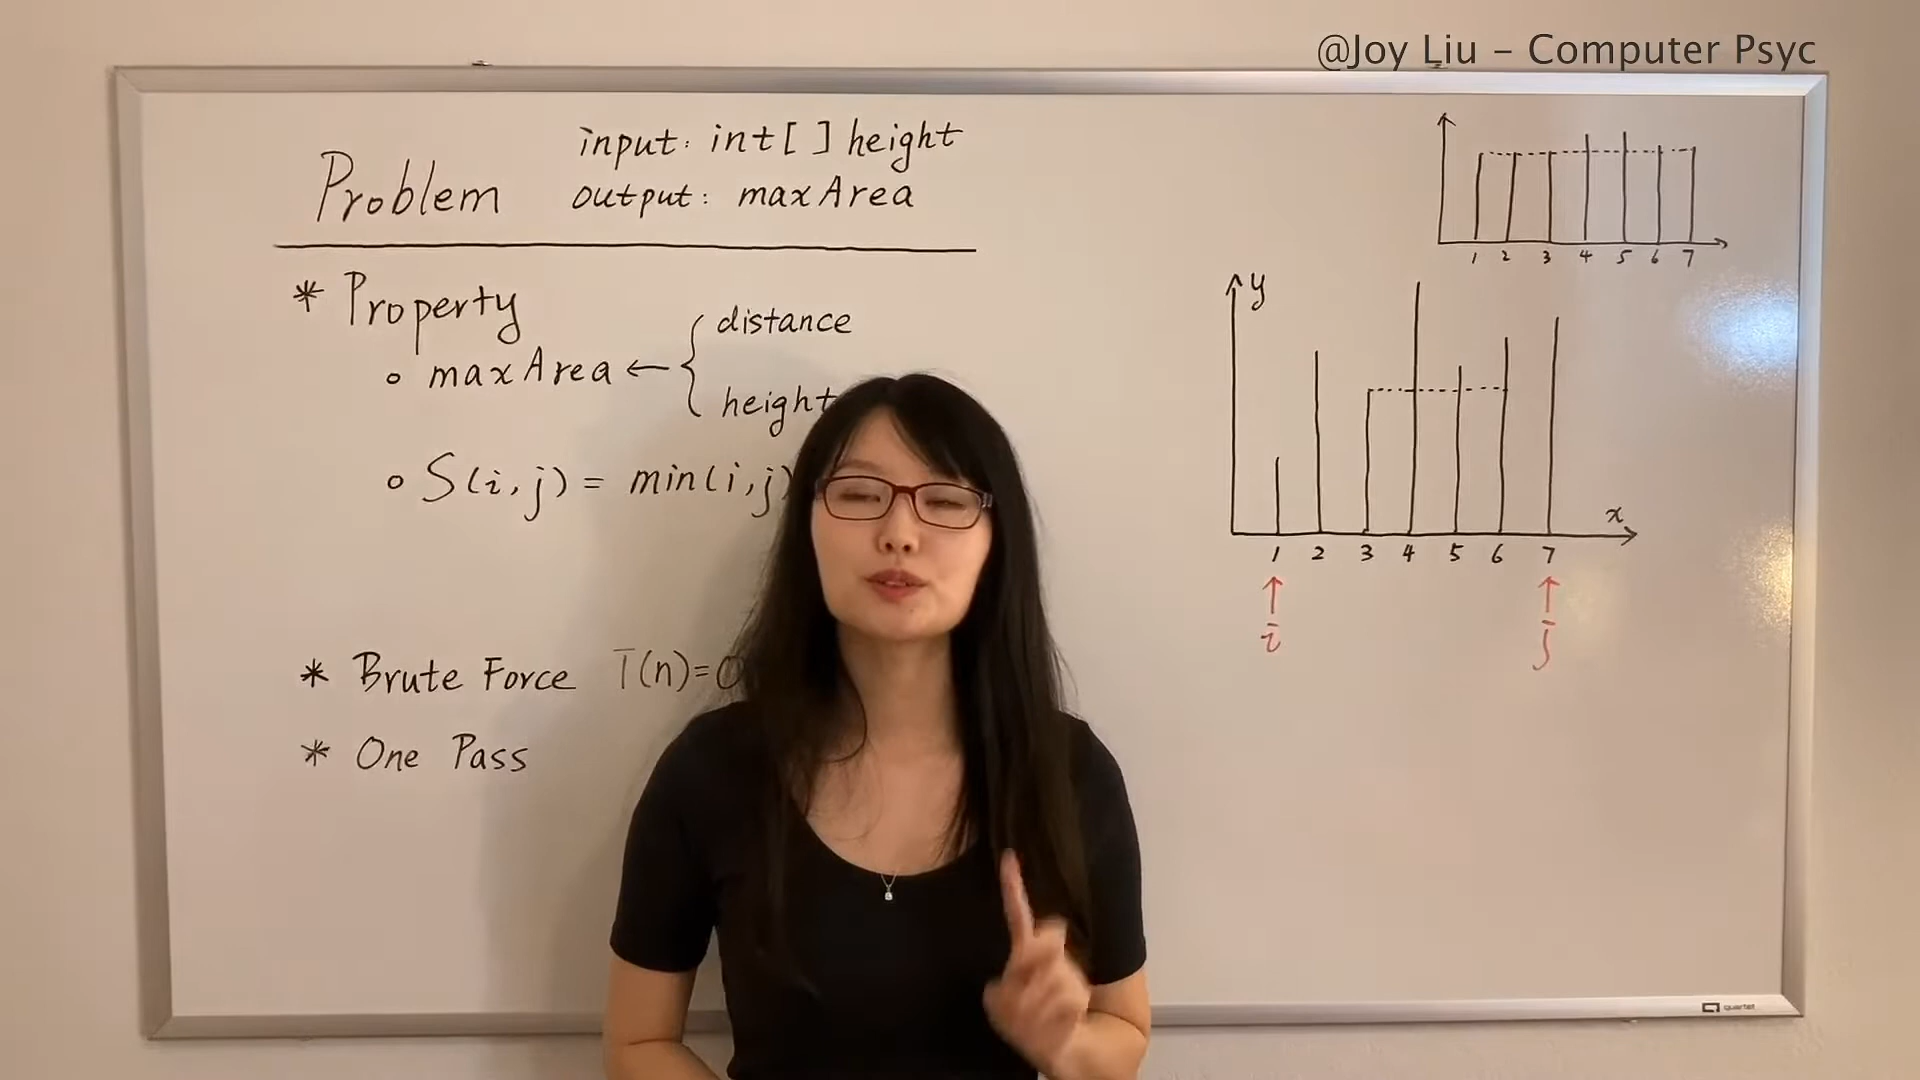 @Joy Liu – Computer Psyc
input: int[ ] height
Problem
output: maxArea
* Property
distance
maxArea ←
height
S(i,j) = min(i,j)
* Brute Force T(n)=O
* One Pass
1 2 3 4 5 6 7
y
x
1 2 3 4 5 6 7
i j
quartet